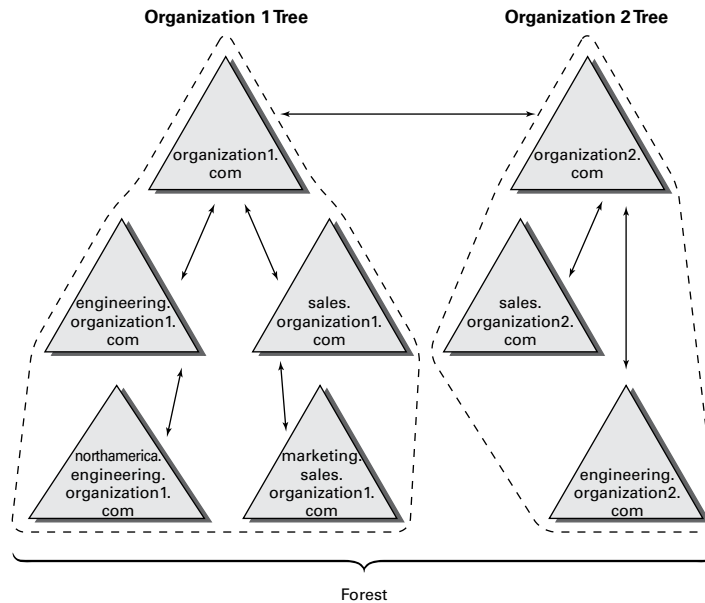 Organization 1 Tree
Organization 2 Tree
organization1.
com
organization2.
com
engineering.
organization1.
com
sales.
organization1.
com
sales.
organization2.
com
northamerica.
engineering.
organization1.
com
marketing.
sales.
organization1.
com
engineering.
organization2.
com
Forest